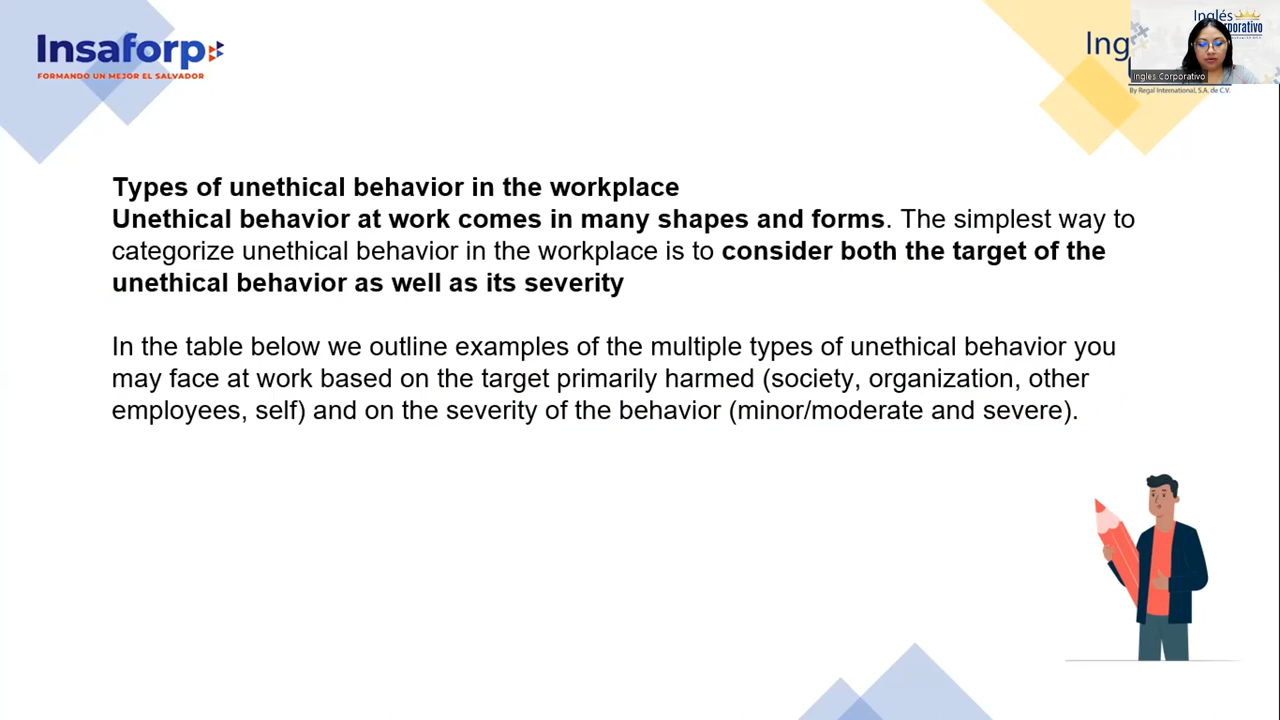 Insaforp
FORMANDO UN MEJOR EL SALVADOR
Ing
Inglés
Ingles Corporativo
By Regal International, S.A. de C.V.
Types of unethical behavior in the workplace
Unethical behavior at work comes in many shapes and forms. The simplest way to
categorize unethical behavior in the workplace is to consider both the target of the
unethical behavior as well as its severity
In the table below we outline examples of the multiple types of unethical behavior you
may face at work based on the target primarily harmed (society, organization, other
employees, self) and on the severity of the behavior (minor/moderate and severe).